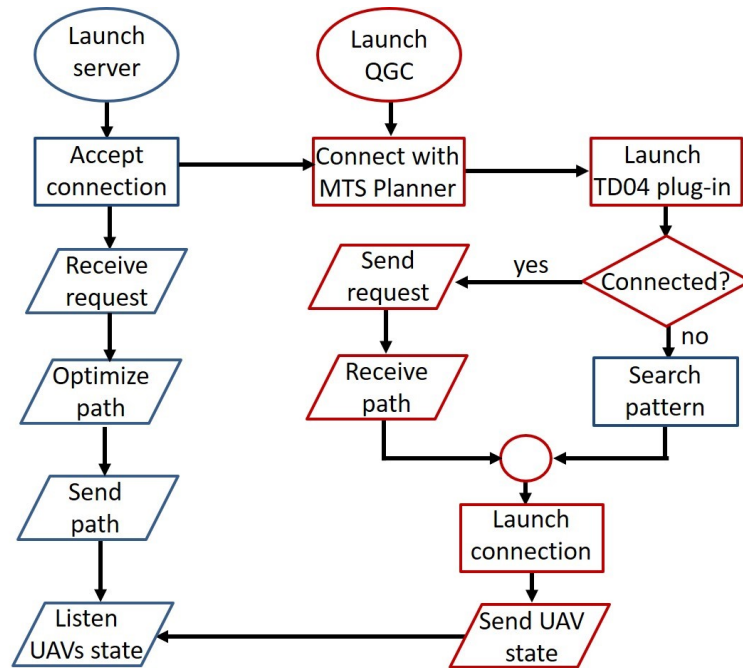 Launch
server
Launch
QGC
Accept
connection
Connect with
MTS Planner
Launch
TD04 plug-in
Receive
request
Send
request
yes
Connected?
no
Optimize
path
Receive
path
Search
pattern
Send
path
Launch
connection
Listen
UAVs state
Send UAV
state